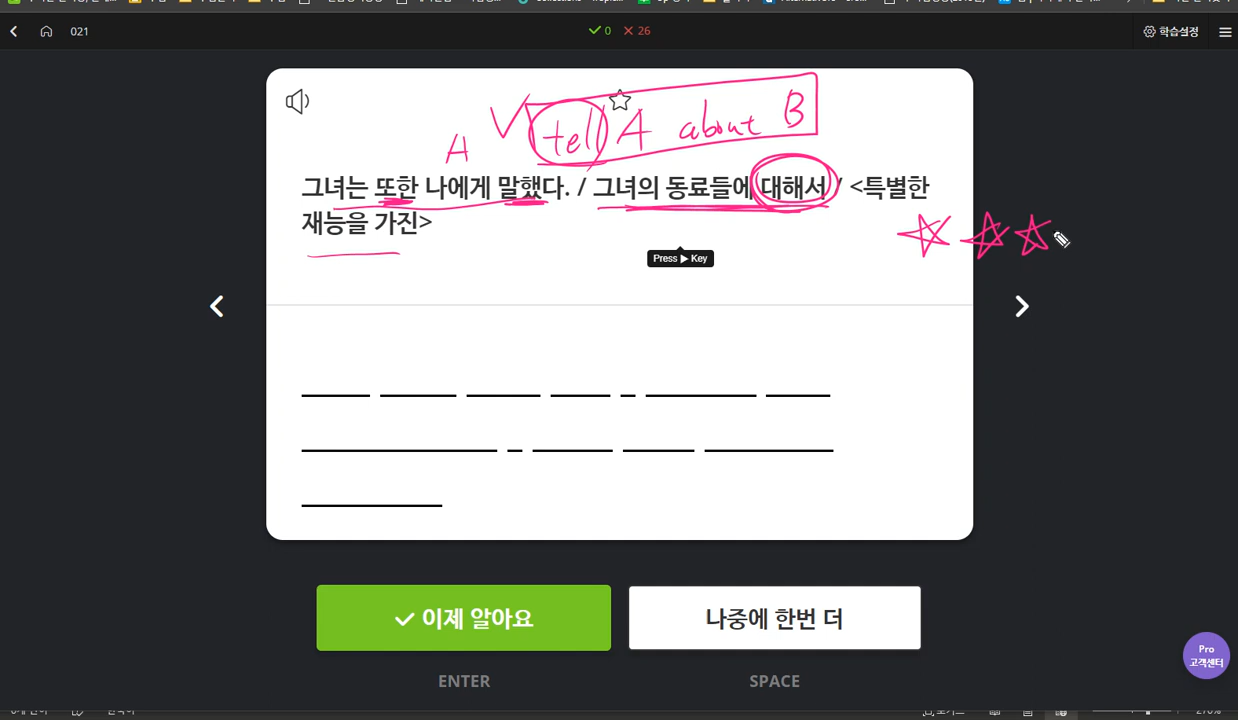 021
0
26
학습설정
V tell A about B
A
그녀는 또한 나에게 말했다. / 그녀의 동료들에 대해서 / <특별한
재능을 가진>
Press ▶ Key
✓ 이제 알아요
나중에 한번 더
ENTER
SPACE
Pro
고객센터